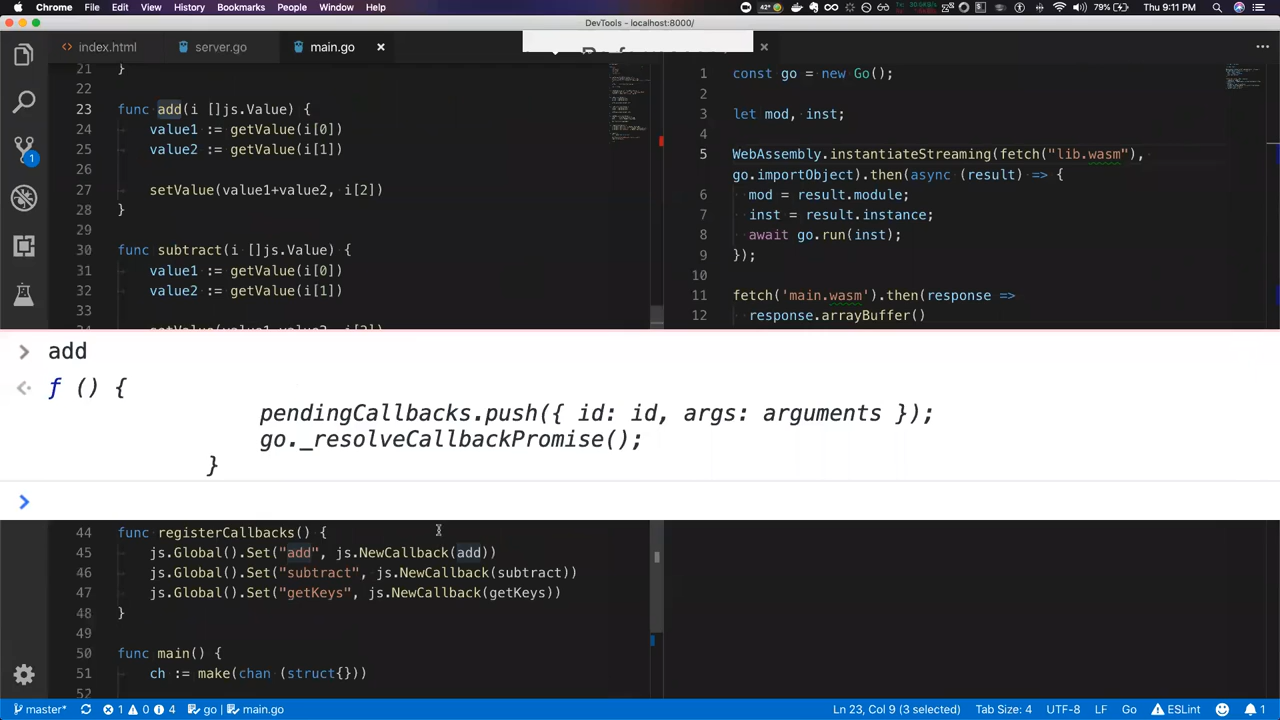 Chrome File Edit View History Bookmarks People Window Help
79% Thu 9:11 PM
DevTools - localhost:8000/
index.html server.go main.go
21 }
22
23 func add(i []js.Value) {
24 value1 := getValue(i[0])
25 value2 := getValue(i[1])
26
27 setValue(value1+value2, i[2])
28 }
29
30 func subtract(i []js.Value) {
31 value1 := getValue(i[0])
32 value2 := getValue(i[1])
33
1 const go = new Go();
2
3 let mod, inst;
4
5 WebAssembly.instantiateStreaming(fetch("lib.wasm"),
go.importObject).then(async (result) => {
6 mod = result.module;
7 inst = result.instance;
8 await go.run(inst);
9 });
10
11 fetch('main.wasm').then(response =>
12 response.arrayBuffer()
> add
f () {
pendingCallbacks.push({ id: id, args: arguments });
go._resolveCallbackPromise();
}
>
44 func registerCallbacks() {
45 js.Global().Set("add", js.NewCallback(add))
46 js.Global().Set("subtract", js.NewCallback(subtract))
47 js.Global().Set("getKeys", js.NewCallback(getKeys))
48 }
49
50 func main() {
51 ch := make(chan (struct{}))
52
master* 1 0 4 go main.go Ln 23, Col 9 (3 selected) Tab Size: 4 UTF-8 LF Go ESLint 1